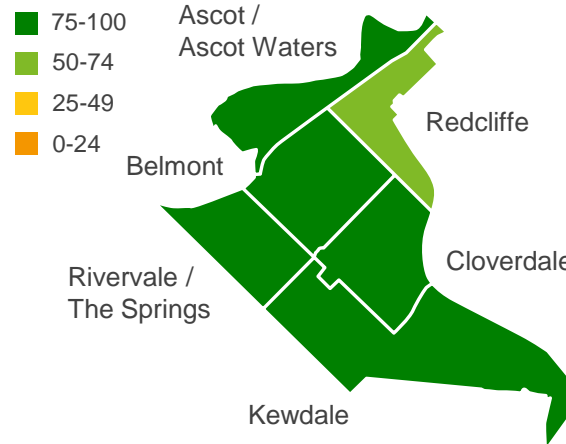 75-100
50-74
25-49
0-24
Ascot /
Ascot Waters
Redcliffe
Belmont
Cloverdale
Rivervale /
The Springs
Kewdale